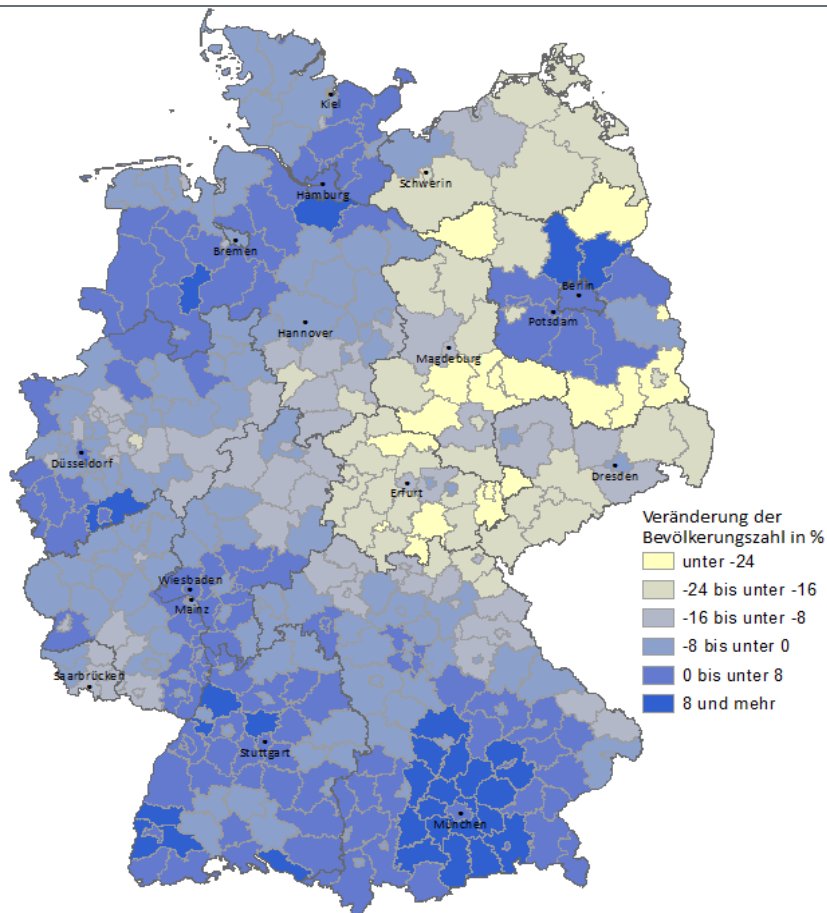 Kiel
Schwerin
Hamburg
Bremen
Berlin
Potsdam
Hannover
Magdeburg
Düsseldorf
Erfurt
Dresden
Wiesbaden
Mainz
Saarbrücken
Stuttgart
München
Veränderung der
Bevölkerungszahl in %
unter -24
-24 bis unter -16
-16 bis unter -8
-8 bis unter 0
0 bis unter 8
8 und mehr